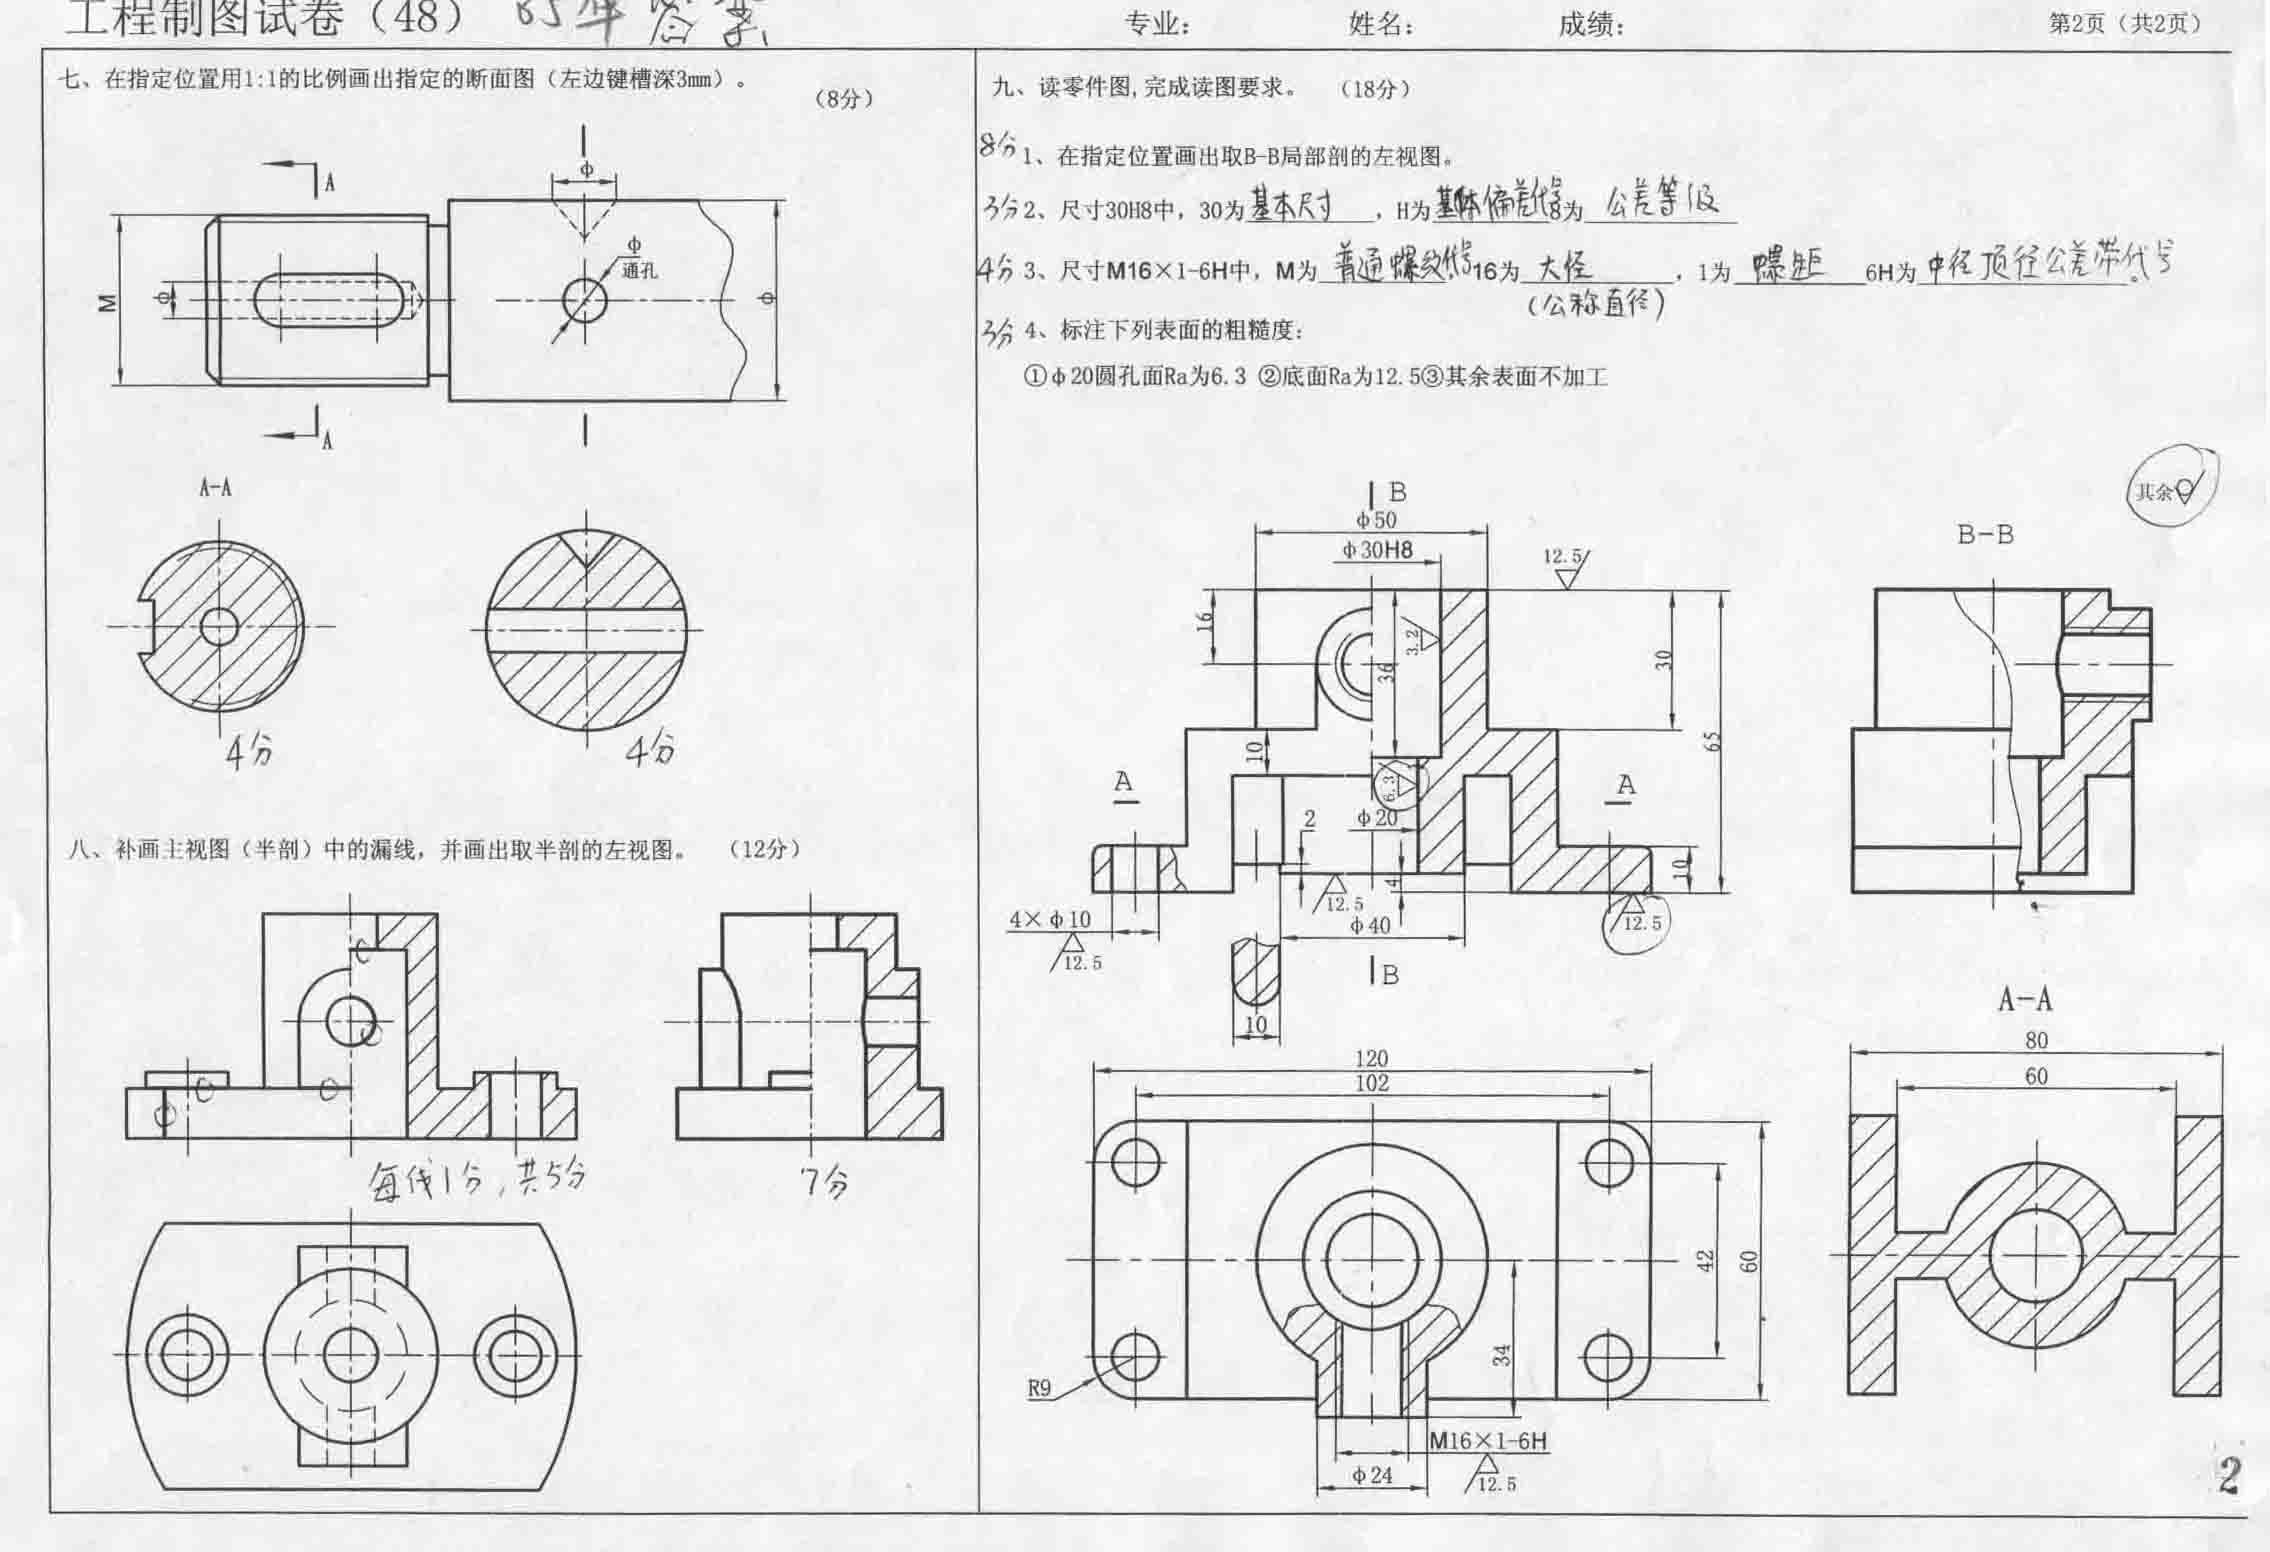 工程制图试卷（48） 05年 答案
专业： 姓名： 成绩： 第2页（共2页）
七、在指定位置用1:1的比例画出指定的断面图（左边键槽深3mm）。
（8分）
A
φ
M
φ
φ
通孔
φ
A
A-A
4分
4分
八、补画主视图（半剖）中的漏线，并画出取半剖的左视图。 （12分）
每线1分，共5分
7分
九、读零件图，完成读图要求。 （18分）
8分 1、在指定位置画出取B-B局部剖的左视图。
3分 2、尺寸30H8中，30为基本尺寸，H为基本偏差代号8为公差等级
4分 3、尺寸M16×1-6H中，M为普通螺纹代号16为大径，1为螺距 6H为中径顶径公差带代号。
（公称直径）
3分 4、标注下列表面的粗糙度：
①φ20圆孔面Ra为6.3 ②底面Ra为12.5③其余表面不加工
其余
B
φ50
φ30H8
12.5
16
3.2
36
30
65
10
6.3
A
A
2
φ20
4
10
12.5
12.5
4×φ10
12.5
φ40
B
10
B-B
120
102
42
60
34
R9
M16×1-6H
12.5
φ24
A-A
80
60
2